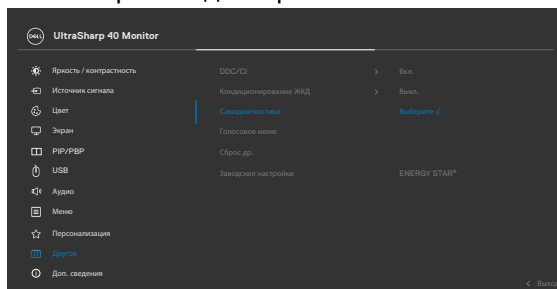 DELL UltraSharp 40 Monitor
Яркость / контрастность DDC/CI > Вкл.
Источник сигнала Кондиционирование ЖКД > Выкл.
Цвет Самодиагностика Выберите √
Экран Голосовое меню
PIP/PBP Сброс др.
USB Заводские настройки ENERGY STAR®
Аудио
Меню
Персонализация
Другое
Доп. сведения
< Выход